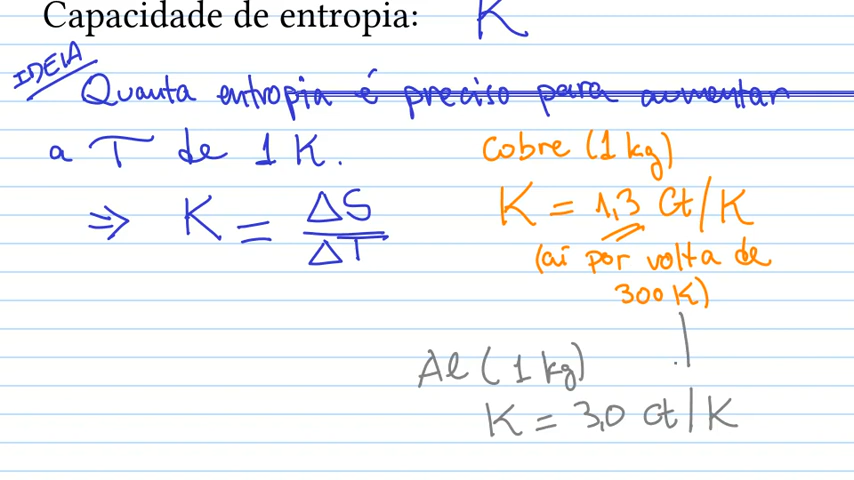 Capacidade de entropia: K
IDEIA
Quanta entropia é preciso para aumentar
a T de 1 K.
⇒ K = ΔS/ΔT
Cobre (1 kg)
K = 1,3 Ct/K
(aí por volta de
300 K)
Al (1 kg)
K = 3,0 Ct/K